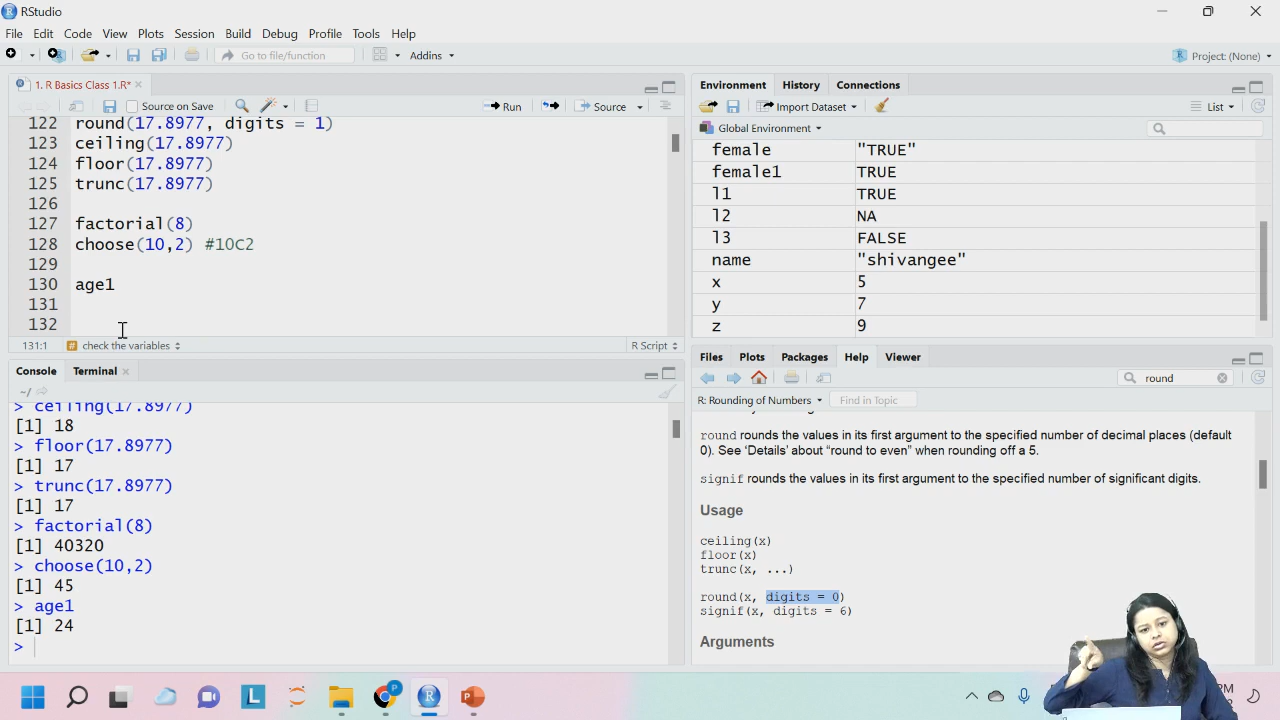 RStudio
File Edit Code View Plots Session Build Debug Profile Tools Help
Go to file/function Addins Project: (None)
1. R Basics Class 1.R*
Source on Save Run Source
122 round(17.8977, digits = 1)
123 ceiling(17.8977)
124 floor(17.8977)
125 trunc(17.8977)
126
127 factorial(8)
128 choose(10,2) #10C2
129
130 age1
131
132
131:1 # check the variables R Script
Console Terminal
~/
> ceiling(17.8977)
[1] 18
> floor(17.8977)
[1] 17
> trunc(17.8977)
[1] 17
> factorial(8)
[1] 40320
> choose(10,2)
[1] 45
> age1
[1] 24
>
Environment History Connections
Import Dataset List
R Global Environment
female "TRUE"
female1 TRUE
l1 TRUE
l2 NA
l3 FALSE
name "shivangee"
x 5
y 7
z 9
Files Plots Packages Help Viewer
round
R: Rounding of Numbers Find in Topic
round rounds the values in its first argument to the specified number of decimal places (default
0). See ‘Details’ about “round to even” when rounding off a 5.
signif rounds the values in its first argument to the specified number of significant digits.
Usage
ceiling(x)
floor(x)
trunc(x, ...)
round(x, digits = 0)
signif(x, digits = 6)
Arguments